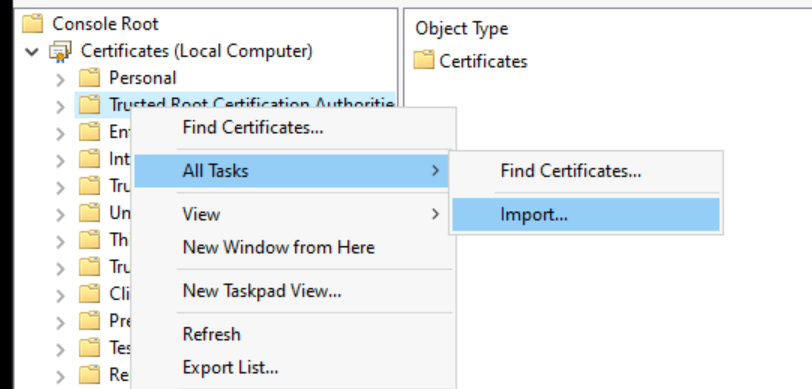 Console Root
Certificates (Local Computer)
Personal
Trusted Root Certification Authoritie
En
Int
Tru
Un
Th
Tru
Cli
Pre
Tes
Re
Object Type
Certificates
Find Certificates...
All Tasks
View
New Window from Here
New Taskpad View...
Refresh
Export List...
Find Certificates...
Import...